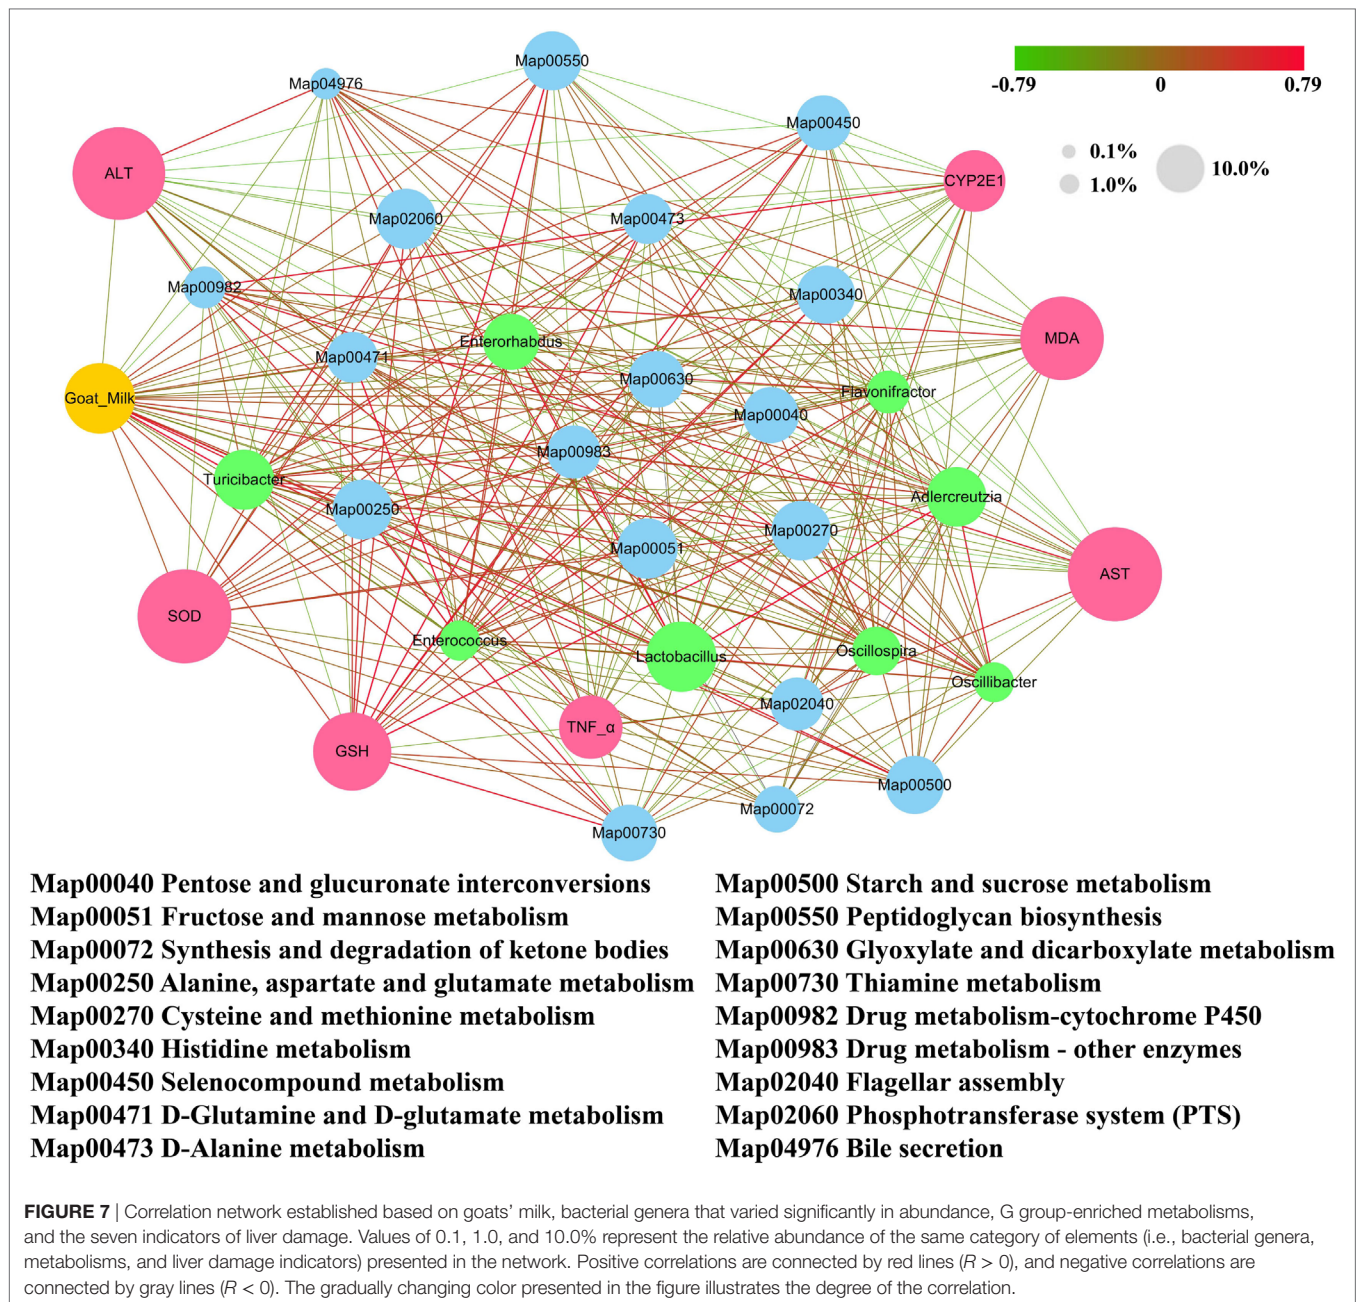 Map00550
Map04976
-0.79 0 0.79
Map00450
0.1%
10.0%
1.0%
ALT
CYP2E1
Map02060
Map00473
Map00982
Map00340
Enterorhabdus
MDA
Map00471
Map00630
Flavonifractor
Goat_Milk
Map00040
Map00983
Turicibacter
Adlercreutzia
Map00250
Map00270
Map00051
AST
SOD
Enterococcus
Lactobacillus
Oscillospira
Oscillibacter
Map02040
TNF_α
GSH
Map00500
Map00072
Map00730
Map00040 Pentose and glucuronate interconversions
Map00051 Fructose and mannose metabolism
Map00072 Synthesis and degradation of ketone bodies
Map00250 Alanine, aspartate and glutamate metabolism
Map00270 Cysteine and methionine metabolism
Map00340 Histidine metabolism
Map00450 Selenocompound metabolism
Map00471 D-Glutamine and D-glutamate metabolism
Map00473 D-Alanine metabolism
Map00500 Starch and sucrose metabolism
Map00550 Peptidoglycan biosynthesis
Map00630 Glyoxylate and dicarboxylate metabolism
Map00730 Thiamine metabolism
Map00982 Drug metabolism-cytochrome P450
Map00983 Drug metabolism - other enzymes
Map02040 Flagellar assembly
Map02060 Phosphotransferase system (PTS)
Map04976 Bile secretion
FIGURE 7 | Correlation network established based on goats' milk, bacterial genera that varied significantly in abundance, G group-enriched metabolisms,
and the seven indicators of liver damage. Values of 0.1, 1.0, and 10.0% represent the relative abundance of the same category of elements (i.e., bacterial genera,
metabolisms, and liver damage indicators) presented in the network. Positive correlations are connected by red lines (R > 0), and negative correlations are
connected by gray lines (R < 0). The gradually changing color presented in the figure illustrates the degree of the correlation.